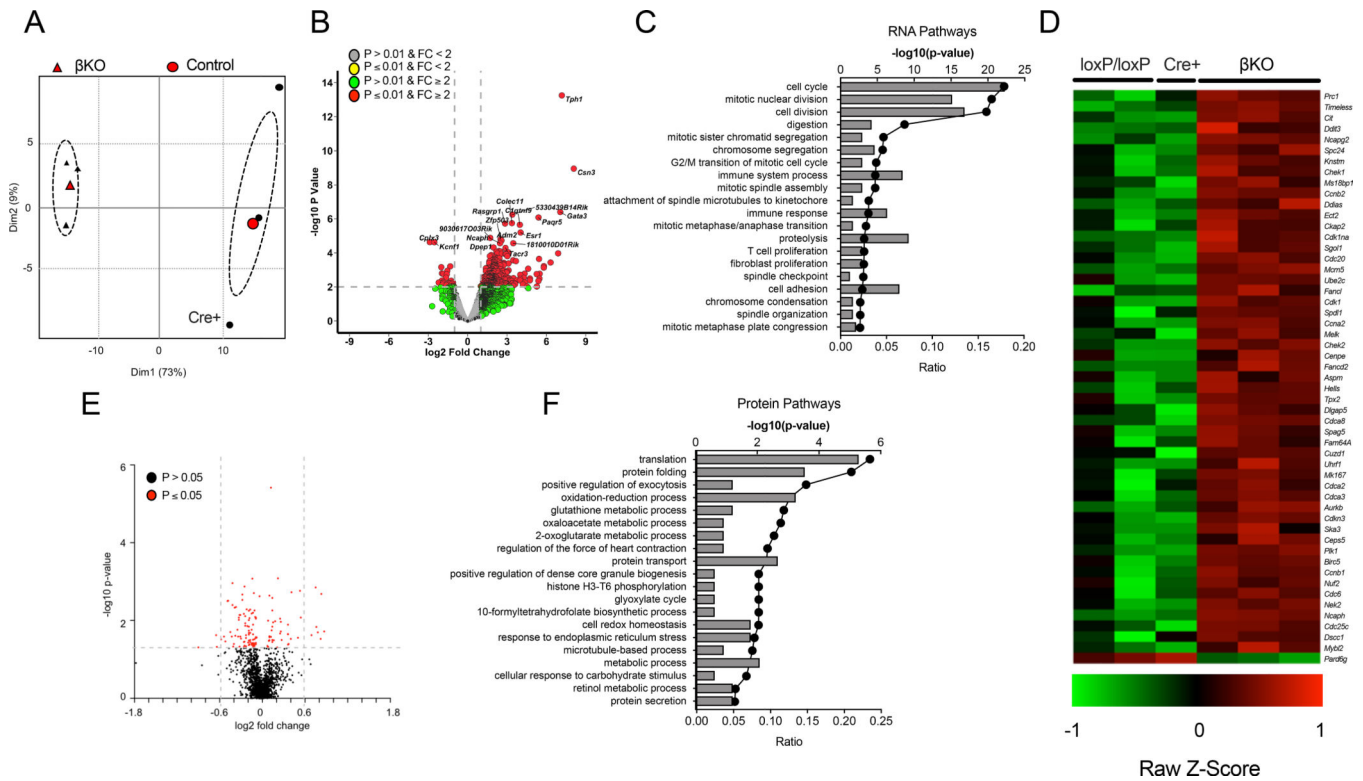 A
βKO
Control
5
0
-5
Dim2 (9%)
Cre+
-10
0
10
Dim1 (73%)
B
P > 0.01 & FC < 2
P ≤ 0.01 & FC < 2
P > 0.01 & FC ≥ 2
P ≤ 0.01 & FC ≥ 2
16
14
12
10
8
6
4
2
0
-log10 P Value
Tph1
Csn3
Colec11
5330439B14Rik
Rasgrp1
C1qtnf9
Gata3
Zfp503
Paqr5
9030617O03Rik
Adm2
Esr1
Cplx3
Ncaph
1810010D01Rik
Kcnf1
Dpep1
Tacr3
-9
-6
-3
0
3
6
9
log2 Fold Change
C
RNA Pathways
-log10(p-value)
0 5 10 15 20 25
cell cycle
mitotic nuclear division
cell division
digestion
mitotic sister chromatid segregation
chromosome segregation
G2/M transition of mitotic cell cycle
immune system process
mitotic spindle assembly
attachment of spindle microtubules to kinetochore
immune response
mitotic metaphase/anaphase transition
proteolysis
T cell proliferation
fibroblast proliferation
spindle checkpoint
cell adhesion
chromosome condensation
spindle organization
mitotic metaphase plate congression
0.00 0.05 0.10 0.15 0.20
Ratio
D
loxP/loxP Cre+ βKO
Prc1
Timeless
Cit
Ddit3
Ncapg2
Spc24
Knstrn
Chek1
Ms18bp1
Ccnb2
Ddias
Ect2
Ckap2
Cdk1na
Sgol1
Cdc20
Mcm5
Ube2c
Fancl
Cdk1
Spdl1
Ccna2
Melk
Chek2
Cenpe
Fancd2
Aspm
Hells
Tpx2
Dlgap5
Cdca8
Spag5
Fam64A
Cuzd1
Uhrf1
Mk167
Cdca2
Cdca3
Aurkb
Cdkn3
Ska3
Ceps5
Plk1
Birc5
Ccnb1
Nuf2
Cdc6
Nek2
Ncaph
Cdc25c
Dscc1
Mybl2
Pard6g
-1 0 1
Raw Z-Score
E
P > 0.05
P ≤ 0.05
6
4
2
0
-log10 p-value
-1.8 -1.2 -0.6 0 0.6 1.2 1.8
log2 fold change
F
Protein Pathways
-log10(p-value)
0 2 4 6
translation
protein folding
positive regulation of exocytosis
oxidation-reduction process
glutathione metabolic process
oxaloacetate metabolic process
2-oxoglutarate metabolic process
regulation of the force of heart contraction
protein transport
positive regulation of dense core granule biogenesis
histone H3-T6 phosphorylation
glyoxylate cycle
10-formyltetrahydrofolate biosynthetic process
cell redox homeostasis
response to endoplasmic reticulum stress
microtubule-based process
metabolic process
cellular response to carbohydrate stimulus
retinol metabolic process
protein secretion
0.00 0.05 0.10 0.15 0.20 0.25
Ratio